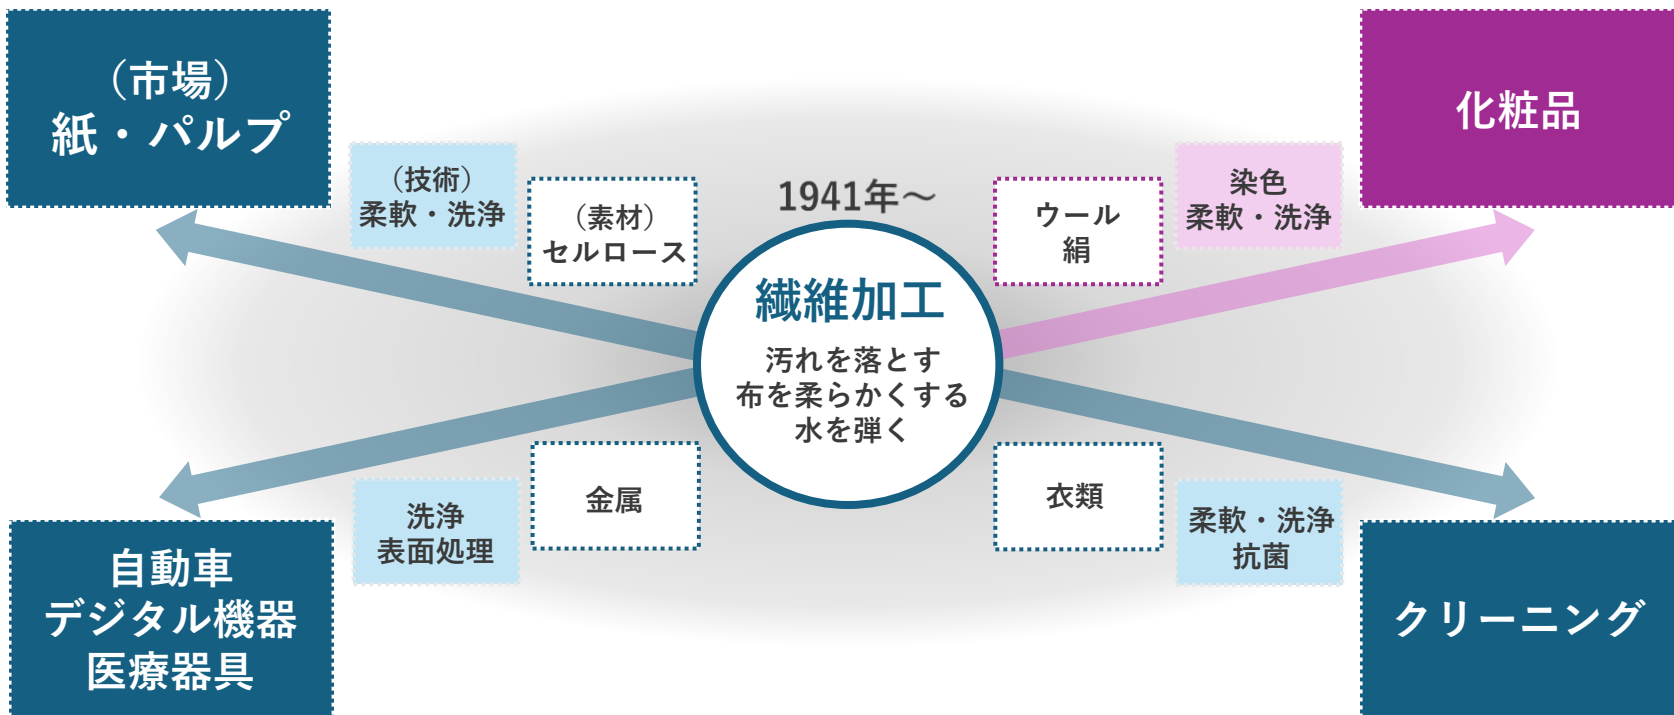 （市場）
紙・パルプ
（技術）
柔軟・洗浄
（素材）
セルロース
1941年～
繊維加工
汚れを落とす
布を柔らかくする
水を弾く
ウール
絹
染色
柔軟・洗浄
化粧品
自動車
デジタル機器
医療器具
洗浄
表面処理
金属
衣類
柔軟・洗浄
抗菌
クリーニング